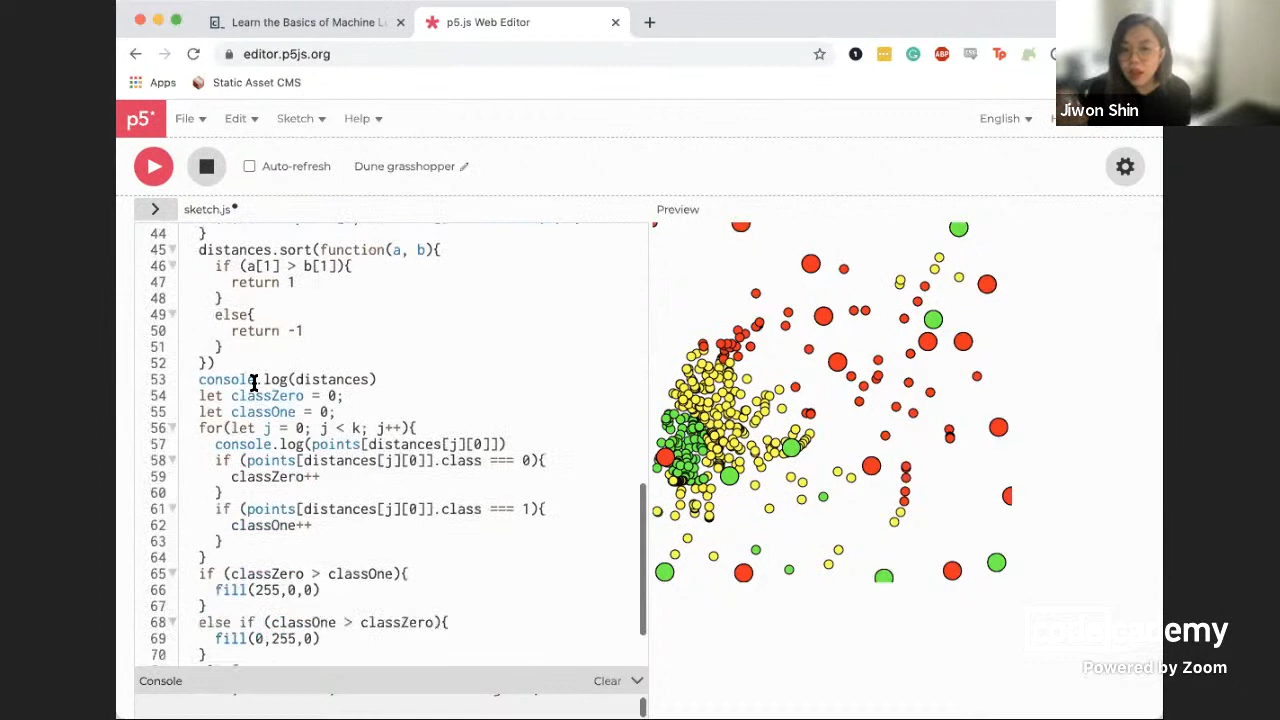 Learn the Basics of Machine L
p5.js Web Editor
editor.p5js.org
ABP
Tp
Apps
Static Asset CMS
Jiwon Shin
p5*
File
Edit
Sketch
Help
English
Auto-refresh
Dune grasshopper
sketch.js
Preview
44 }
45 distances.sort(function(a, b){
46 if (a[1] > b[1]){
47 return 1
48 }
49 else{
50 return -1
51 }
52 })
53 console.log(distances)
54 let classZero = 0;
55 let classOne = 0;
56 for(let j = 0; j < k; j++){
57 console.log(points[distances[j][0]])
58 if (points[distances[j][0]].class === 0){
59 classZero++
60 }
61 if (points[distances[j][0]].class === 1){
62 classOne++
63 }
64 }
65 if (classZero > classOne){
66 fill(255,0,0)
67 }
68 else if (classOne > classZero){
69 fill(0,255,0)
70 }
Console
Clear
codecademy
Powered by Zoom